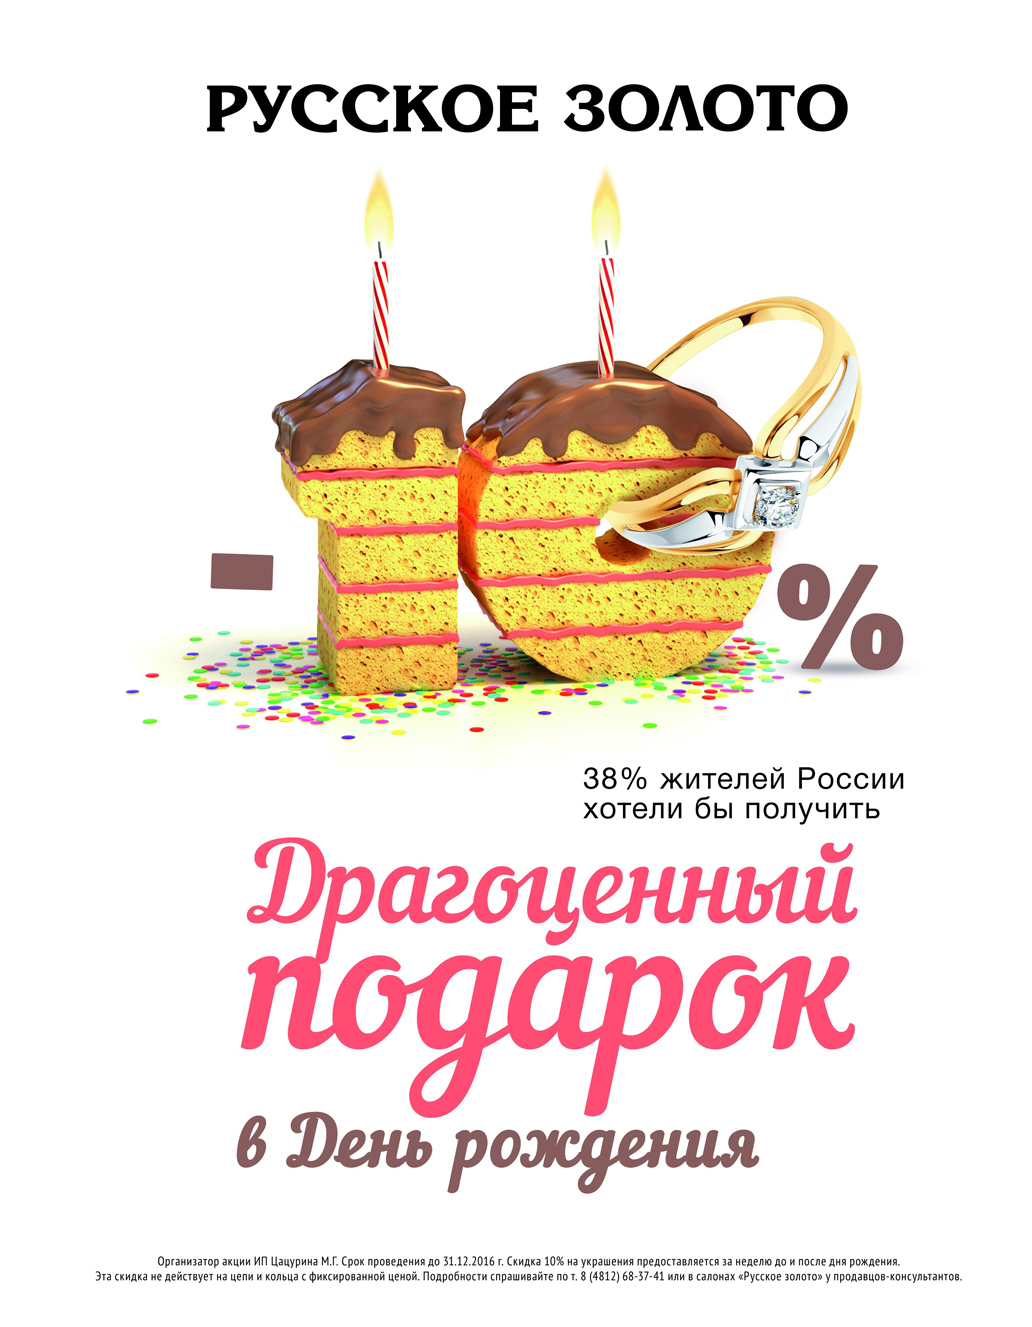 РУССКОЕ ЗОЛОТО
-10%
38% жителей России
хотели бы получить
Драгоценный
подарок
в День рождения
Организатор акции ИП Цацурина М.Г. Срок проведения до 31.12.2016 г. Скидка 10% на украшения предоставляется за неделю до и после дня рождения.
Эта скидка не действует на цепи и кольца с фиксированной ценой. Подробности спрашивайте по т. 8 (4812) 68-37-41 или в салонах «Русское золото» у продавцов-консультантов.